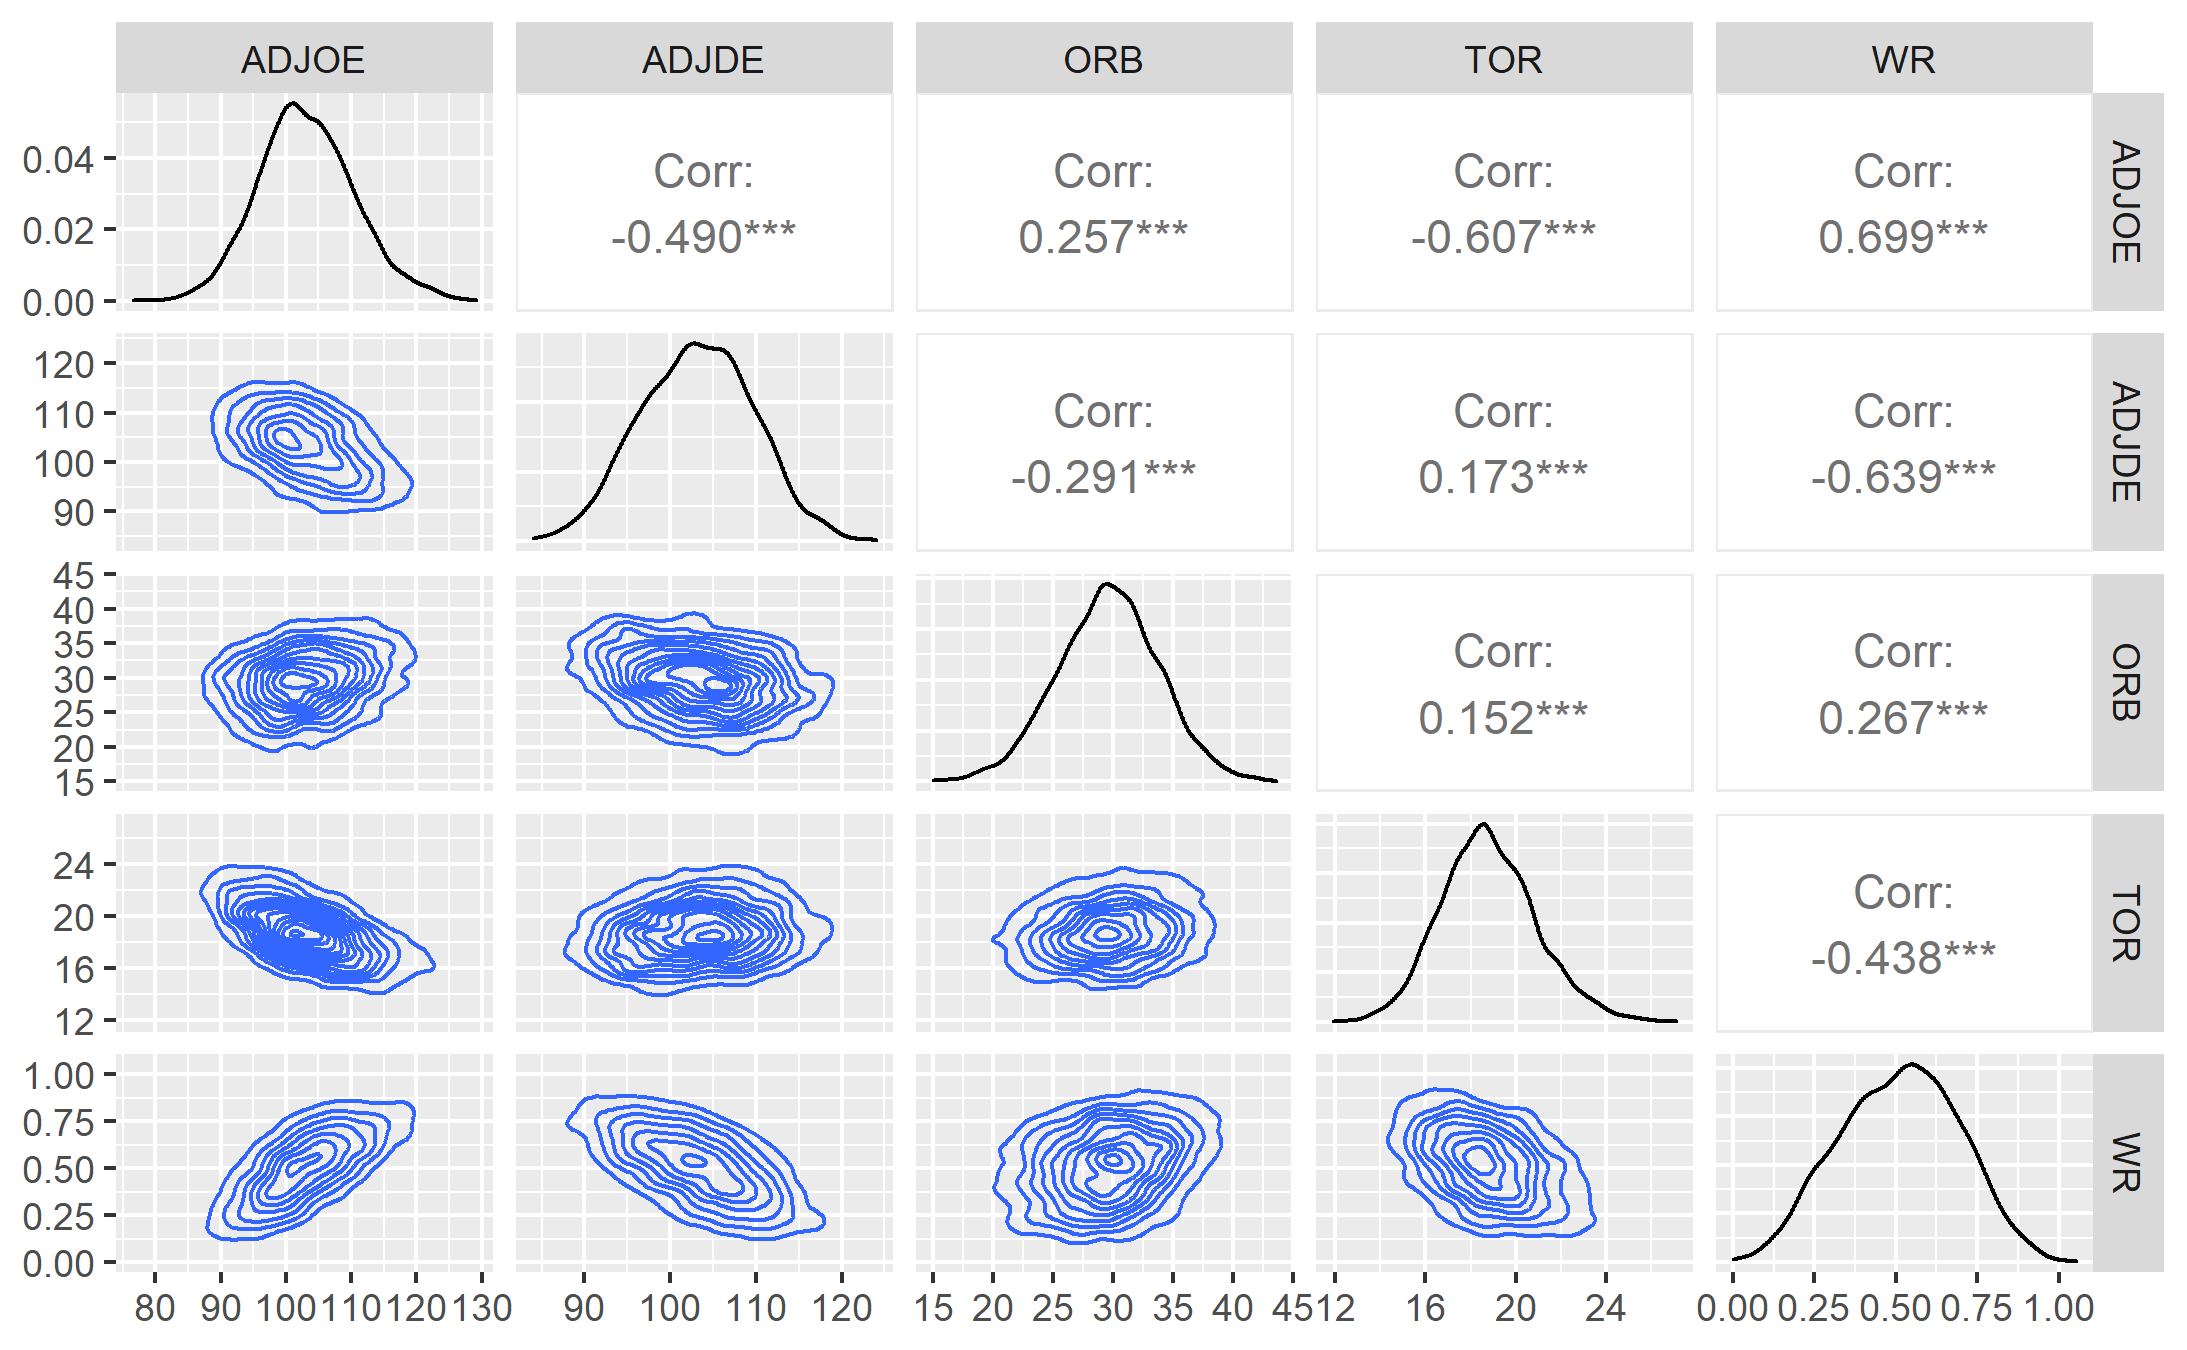 ADJOE ADJDE ORB TOR WR
0.04
0.02
0.00
Corr:
-0.490***
Corr:
0.257***
Corr:
-0.607***
Corr:
0.699***
ADJOE
120
110
100
90
Corr:
-0.291***
Corr:
0.173***
Corr:
-0.639***
ADJDE
45
40
35
30
25
20
15
Corr:
0.152***
Corr:
0.267***
ORB
24
20
16
12
Corr:
-0.438***
TOR
1.00
0.75
0.50
0.25
0.00
WR
80 90 100 110 120 130
90 100 110 120
15 20 25 30 35 40 45
12 16 20 24
0.00 0.25 0.50 0.75 1.00